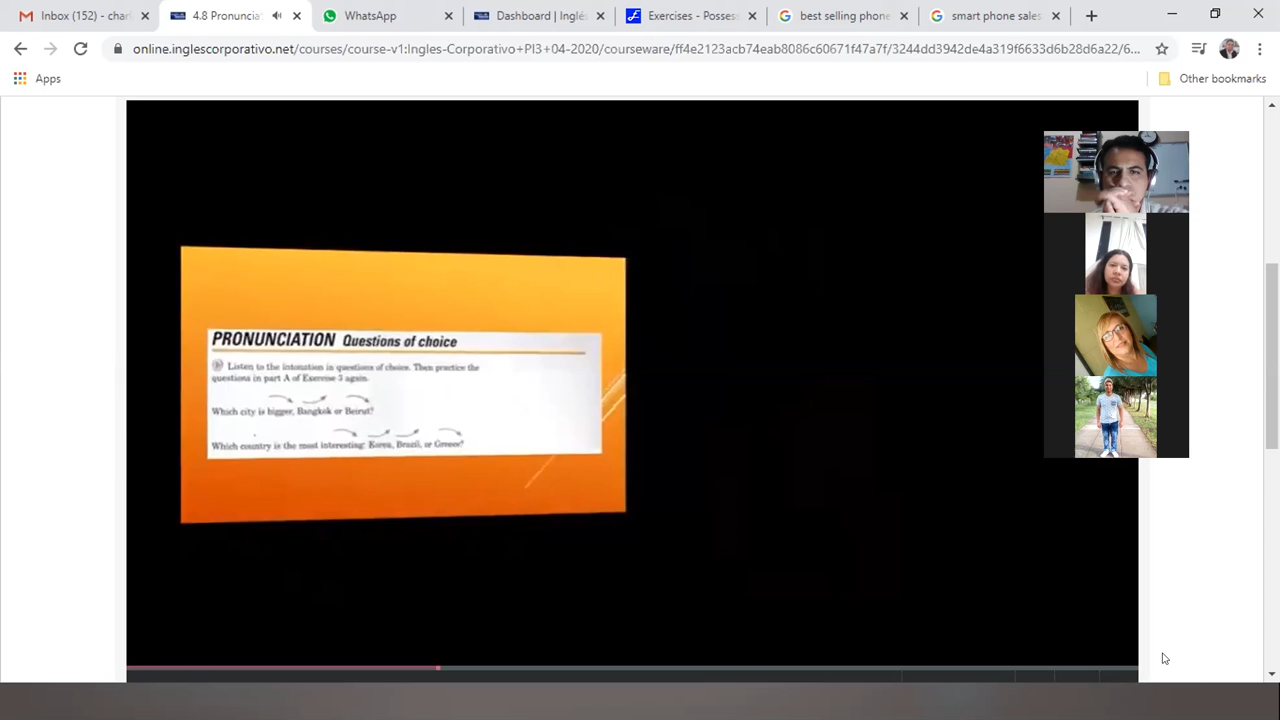 Inbox (152) - char
4.8 Pronuncia
WhatsApp
Dashboard | Inglé
Exercises - Possess
best selling phone
smart phone sales
online.inglescorporativo.net/courses/course-v1:Ingles-Corporativo+PI3+04-2020/courseware/ff4e2123acb74eab8086c60671f47a7f/3244dd3942de4a319f6633d6b28d6a22/6...
Apps
Other bookmarks
PRONUNCIATION Questions of choice
Listen to the intonation in questions of choice. Then practice the
questions in part A of Exercise 3 again.
Which city is bigger, Bangkok or Beirut?
Which country is the most interesting: Korea, Brazil, or Greece?